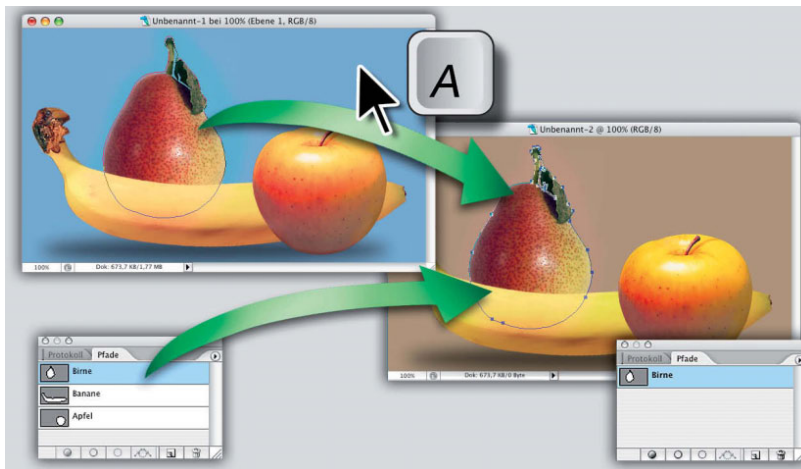 Unbenannt-1 bei 100% (Ebene 1, RGB/8)
A
Unbenannt-2 @ 100% (RGB/8)
100% Dok: 673,7 KB/1,77 MB
Protokoll Pfade
Birne
Banane
Apfel
100% Dok: 673,7 KB/0 Byte
Protokoll Pfade
Birne